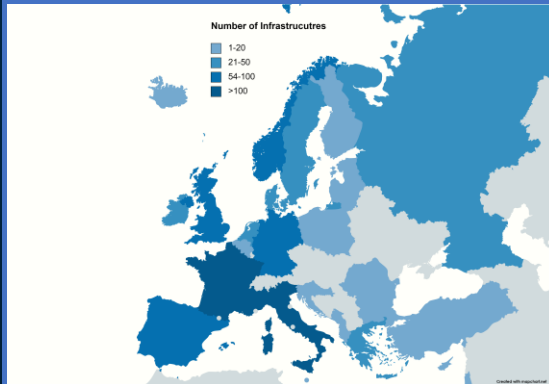 Number of Infrastrucutres
1-20
21-50
54-100
>100
Created with mapchart.net